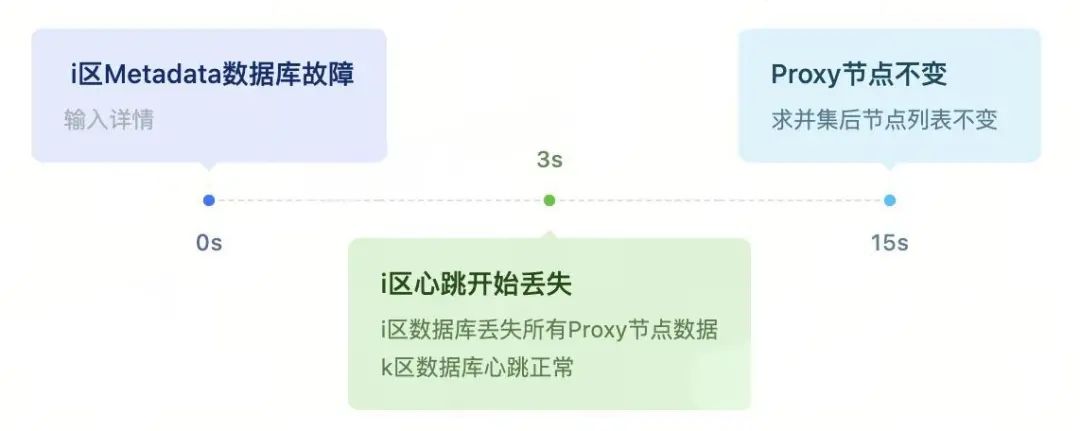 i区Metadata数据库故障
输入详情
0s
3s
i区心跳开始丢失
i区数据库丢失所有Proxy节点数据
k区数据库心跳正常
Proxy节点不变
求并集后节点列表不变
15s